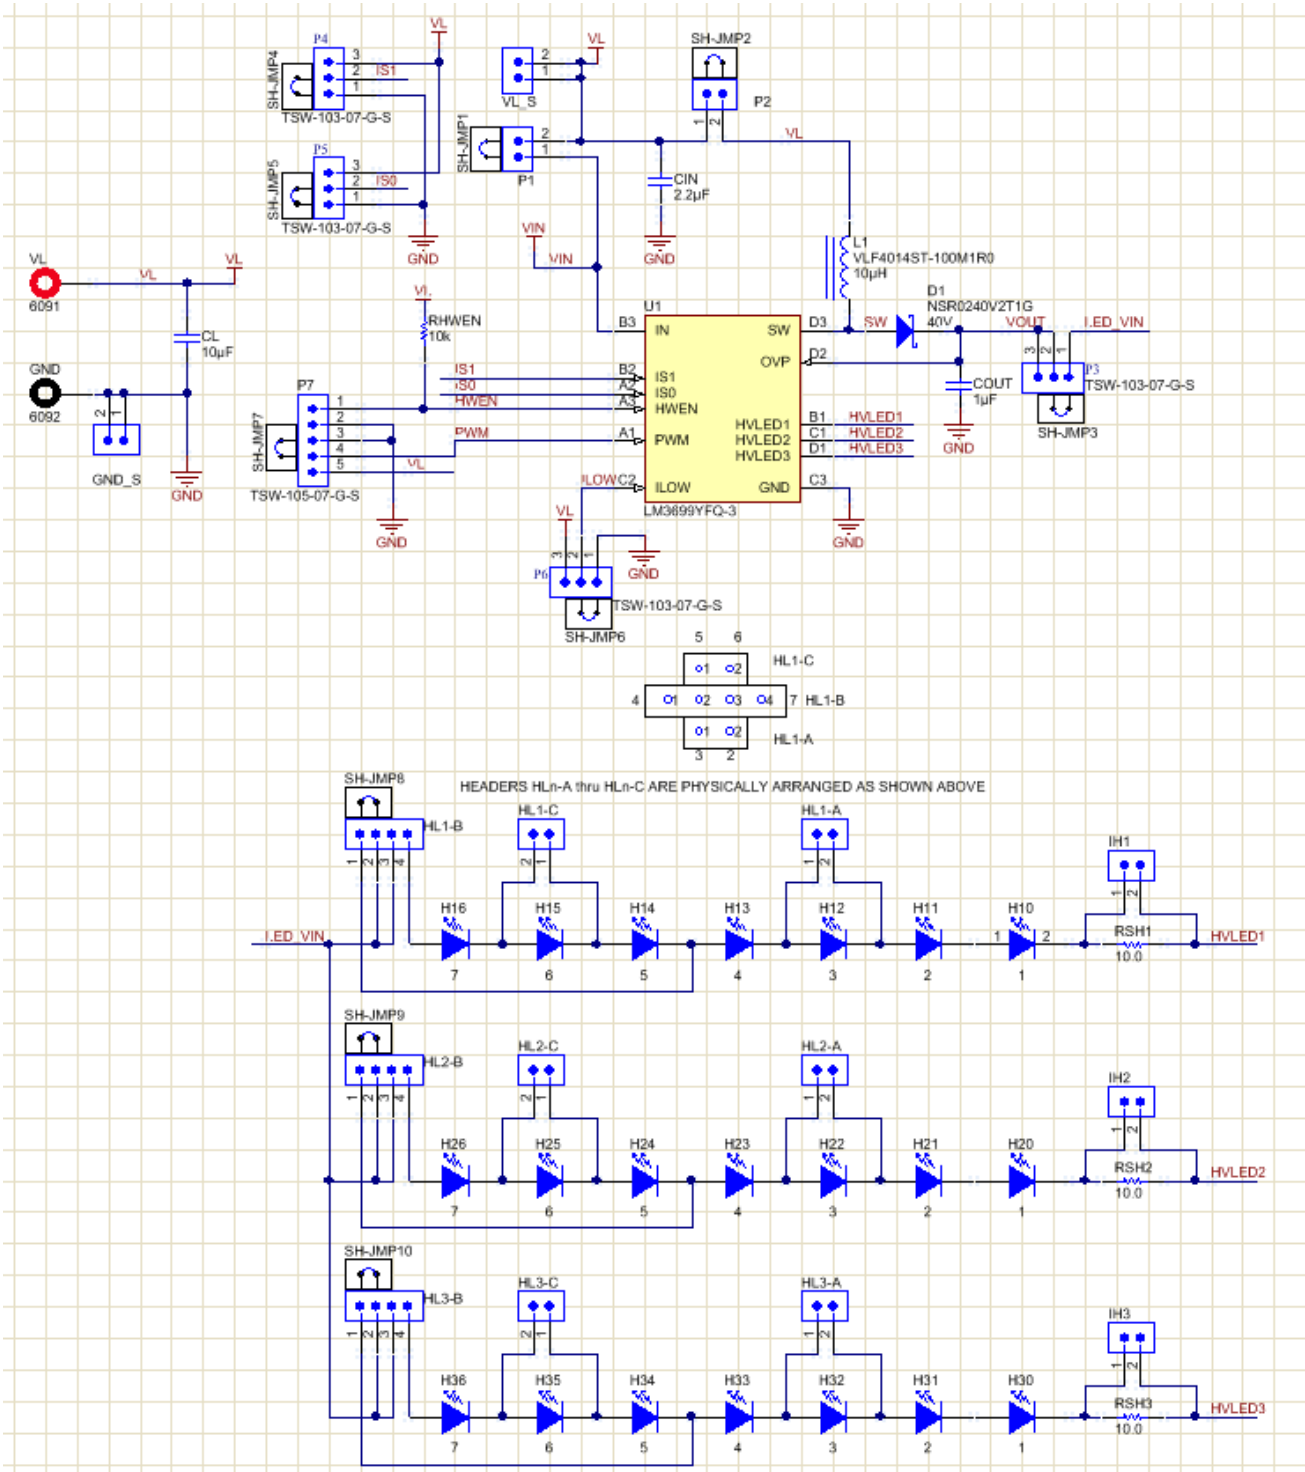 VL
SH-JMP2
P4
VL
3
2 IS1
1
SH-JMP4
TSW-103-07-G-S
2
1
VL_S
P2
1 2
SH-JMP1
2
1
P1
VL
P5
3
2 IS0
1
SH-JMP5
TSW-103-07-G-S
GND
CIN
2.2µF
GND
VIN
VIN
L1
VLF4014ST-100M1R0
10µH
VL
VL
VL
6091
CL
10µF
GND
6092
2 1
GND_S
GND
VL
RHWEN
10k
D1
NSR0240V2T1G
40V
U1
B3 IN
SW D3 SW
VOUT
LED_VIN
OVP D2
3 2 1
P3
TSW-103-07-G-S
SH-JMP3
COUT
1µF
GND
IS1 B2 IS1
IS0 A2 IS0
HWEN A3 HWEN
PWM A1 PWM
ILOW C2 ILOW
HVLED1 B1 HVLED1
HVLED2 C1 HVLED2
HVLED3 D1 HVLED3
GND C3
GND
LM3699YFQ-3
P7
1
2
3
4
5 VL
SH-JMP7
TSW-105-07-G-S
GND
VL
3 2 1
GND
P6
TSW-103-07-G-S
SH-JMP6
5 6
1 2 HL1-C
4 1 2 3 4 7 HL1-B
1 2 HL1-A
3 2
HEADERS HLn-A thru HLn-C ARE PHYSICALLY ARRANGED AS SHOWN ABOVE
SH-JMP8
HL1-B
HL1-C
HL1-A
IH1
1 2 3 4
2 1
1 2
1 2
H16 H15 H14 H13 H12 H11 H10
LED_VIN
1 2
RSH1
10.0
HVLED1
7 6 5 4 3 2 1
SH-JMP9
HL2-B
HL2-C
HL2-A
IH2
1 2 3 4
2 1
1 2
1 2
H26 H25 H24 H23 H22 H21 H20
RSH2
10.0
HVLED2
7 6 5 4 3 2 1
SH-JMP10
HL3-B
HL3-C
HL3-A
IH3
1 2 3 4
2 1
1 2
1 2
H36 H35 H34 H33 H32 H31 H30
RSH3
10.0
HVLED3
7 6 5 4 3 2 1